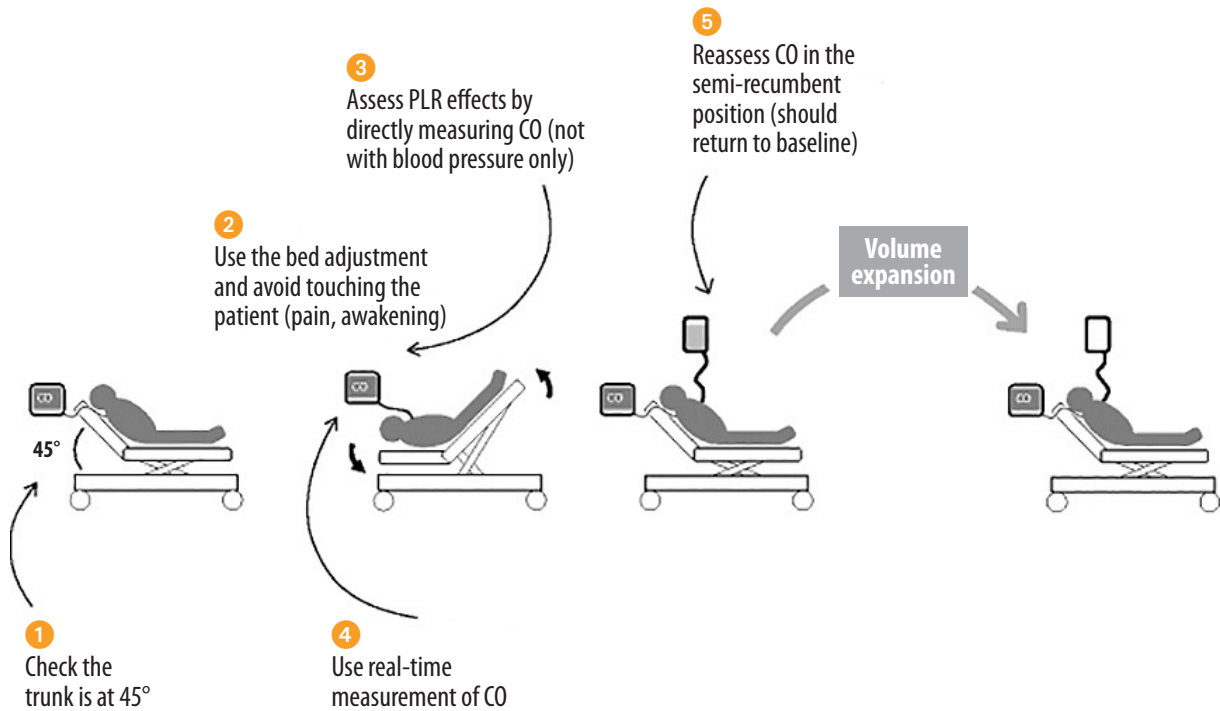 5
Reassess CO in the
semi-recumbent
position (should
return to baseline)
3
Assess PLR effects by
directly measuring CO (not
with blood pressure only)
2
Use the bed adjustment
and avoid touching the
patient (pain, awakening)
Volume
expansion
CO
45°
CO
CO
CO
1
Check the
trunk is at 45°
4
Use real-time
measurement of CO